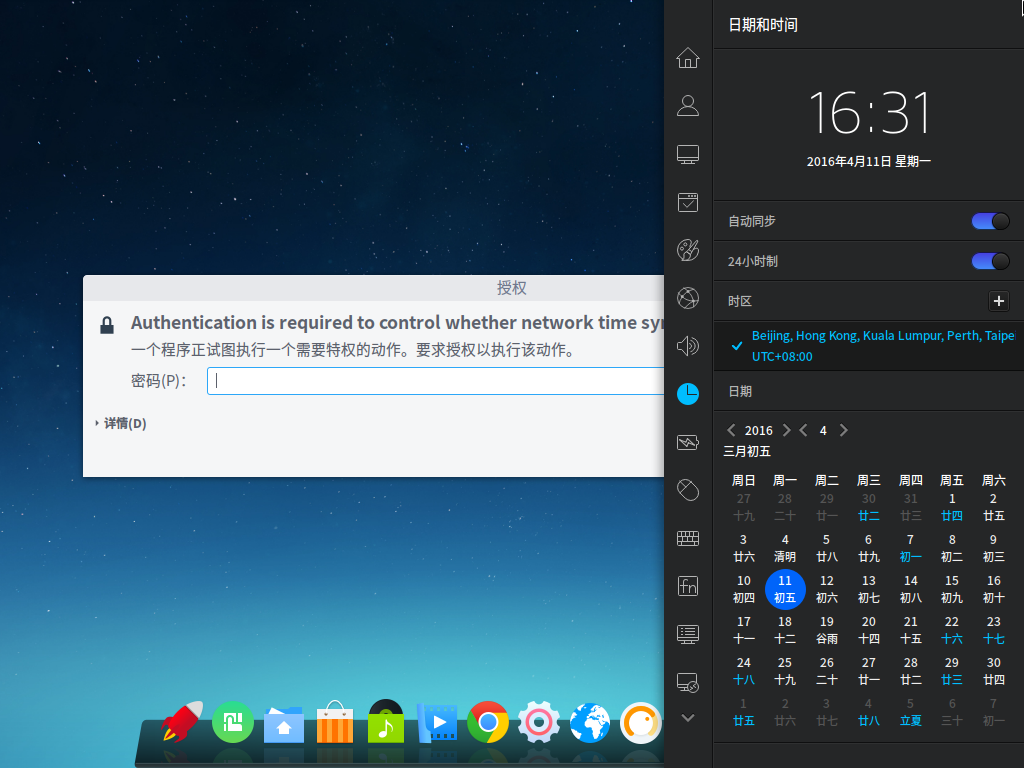 日期和时间
16:31
2016年4月11日 星期一
自动同步
24小时制
时区
Beijing, Hong Kong, Kuala Lumpur, Perth, Taipei
UTC+08:00
日期
2016 4
三月初五
周日 周一 周二 周三 周四 周五 周六
27 28 29 30 31 1 2
十九 二十 廿一 廿二 廿三 廿四 廿五
3 4 5 6 7 8 9
廿六 清明 廿八 廿九 初一 初二 初三
10 11 12 13 14 15 16
初四 初五 初六 初七 初八 初九 初十
17 18 19 20 21 22 23
十一 十二 谷雨 十四 十五 十六 十七
24 25 26 27 28 29 30
十八 十九 二十 廿一 廿二 廿三 廿四
1 2 3 4 5 6 7
廿五 廿六 廿七 廿八 立夏 三十 初一
fn
授权
Authentication is required to control whether network time
一个程序正试图执行一个需要特权的动作。要求授权以执行该动作。
密码(P)：
详情(D)